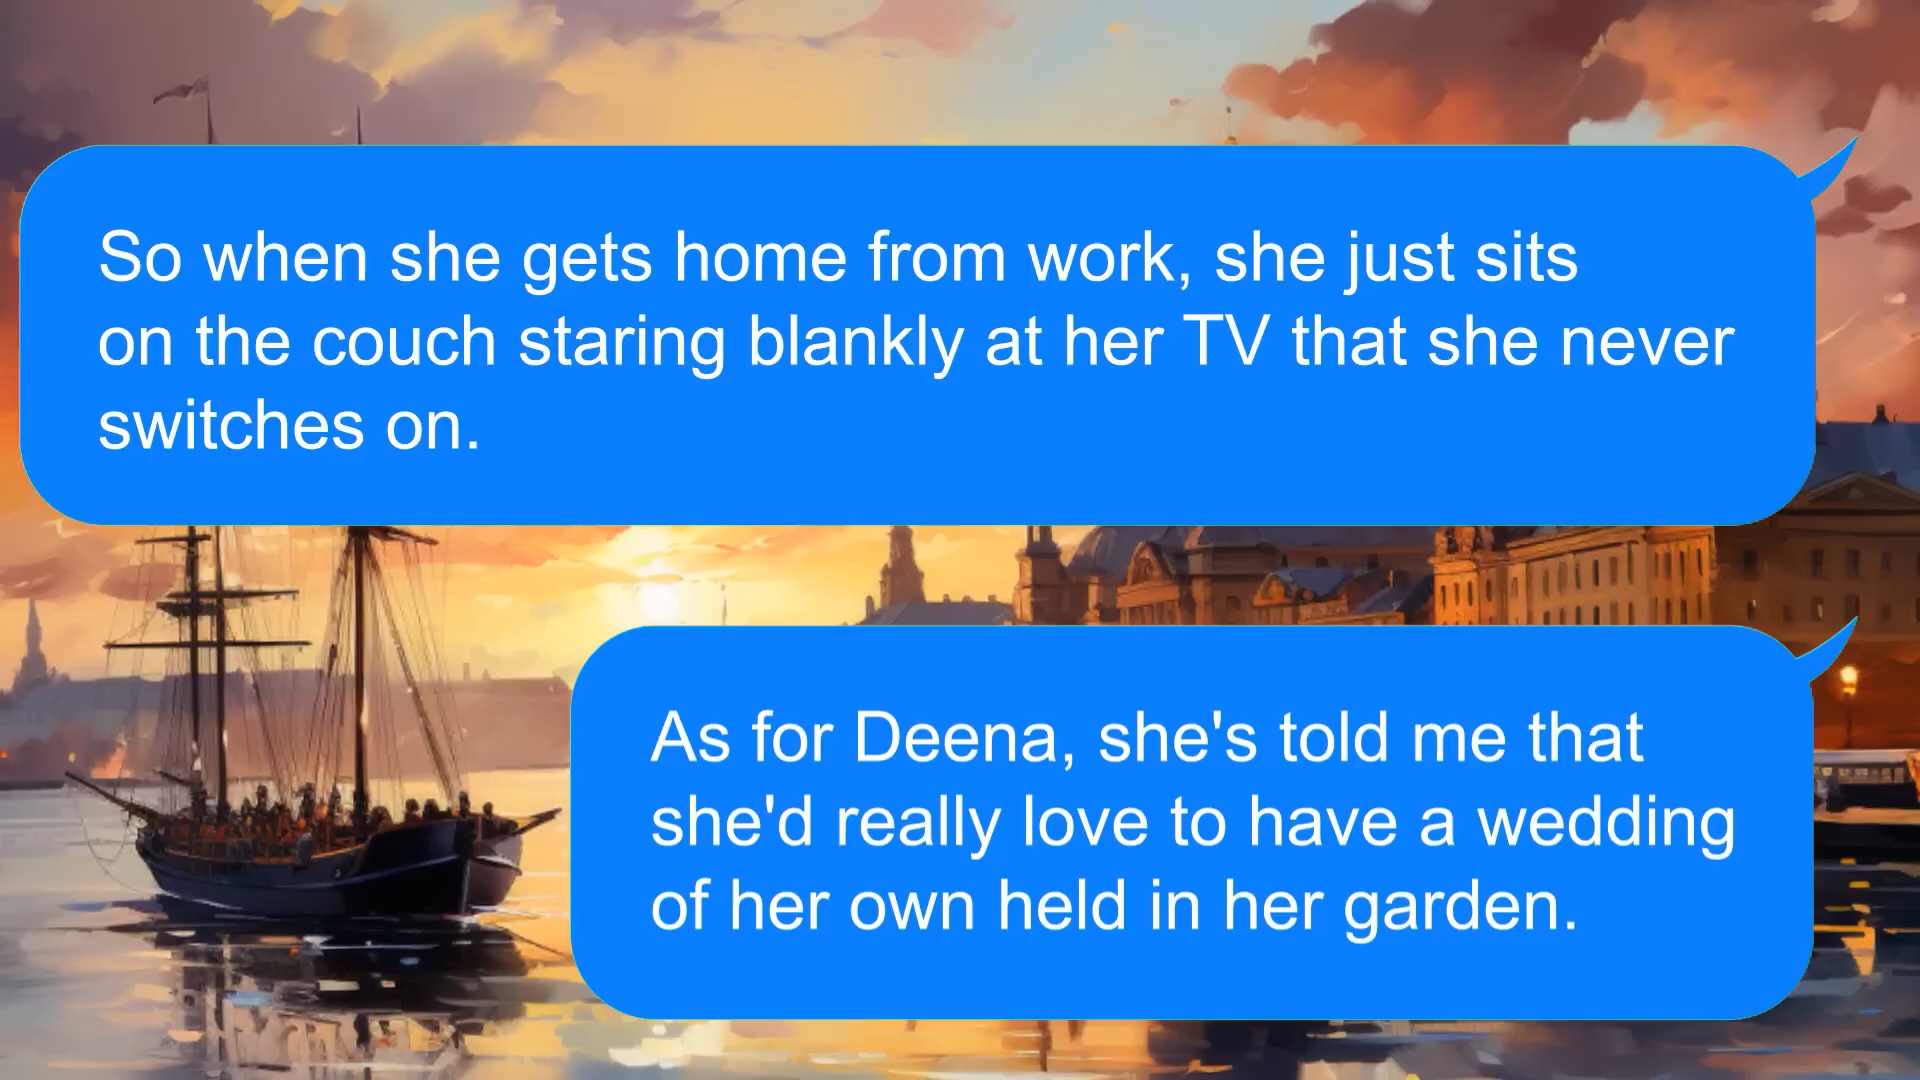 So when she gets home from work, she just sits
on the couch staring blankly at her TV that she never
switches on.
As for Deena, she's told me that
she'd really love to have a wedding
of her own held in her garden.